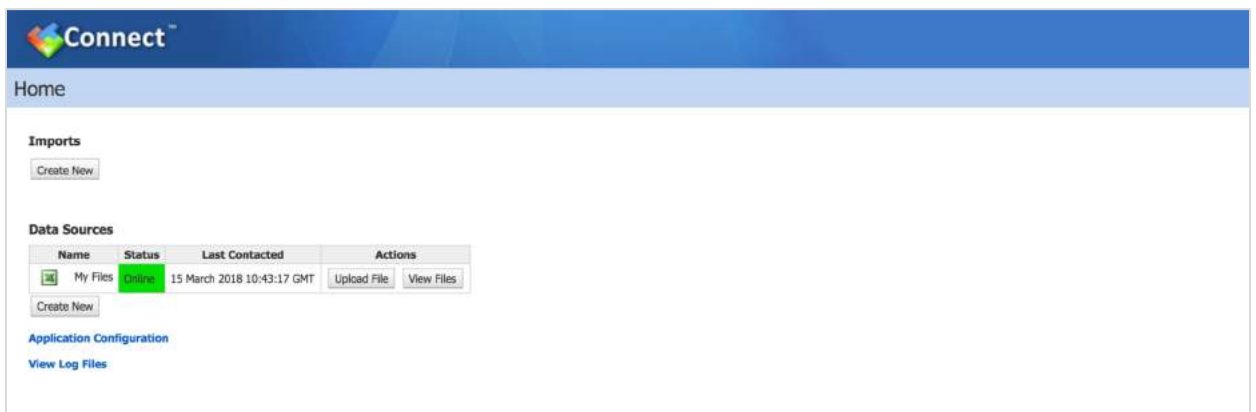 Connect™
Home
Imports
Create New
Data Sources
Name Status Last Contacted Actions
My Files Online 15 March 2018 10:43:17 GMT Upload File View Files
Create New
Application Configuration
View Log Files